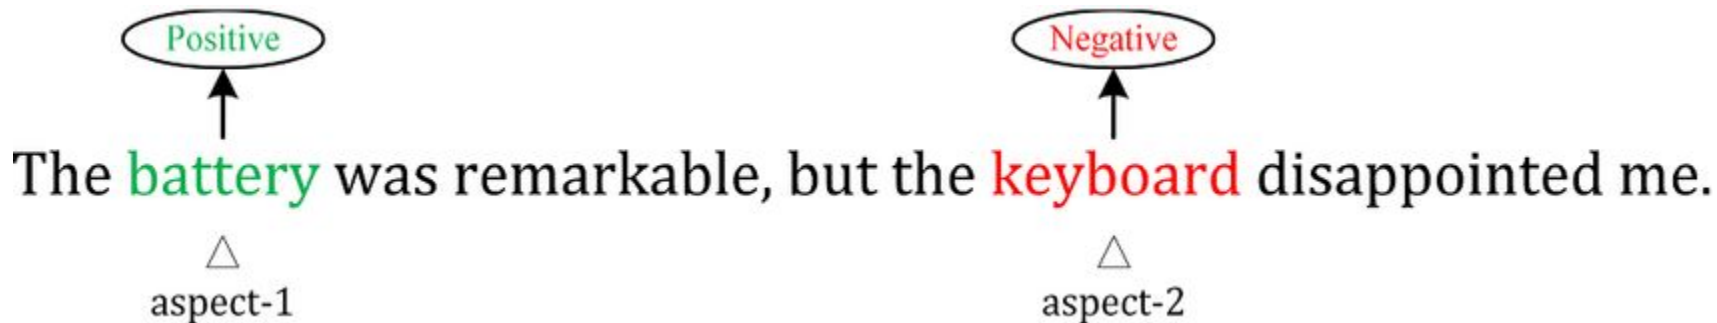 Positive Negative
The battery was remarkable, but the keyboard disappointed me.
aspect-1 aspect-2